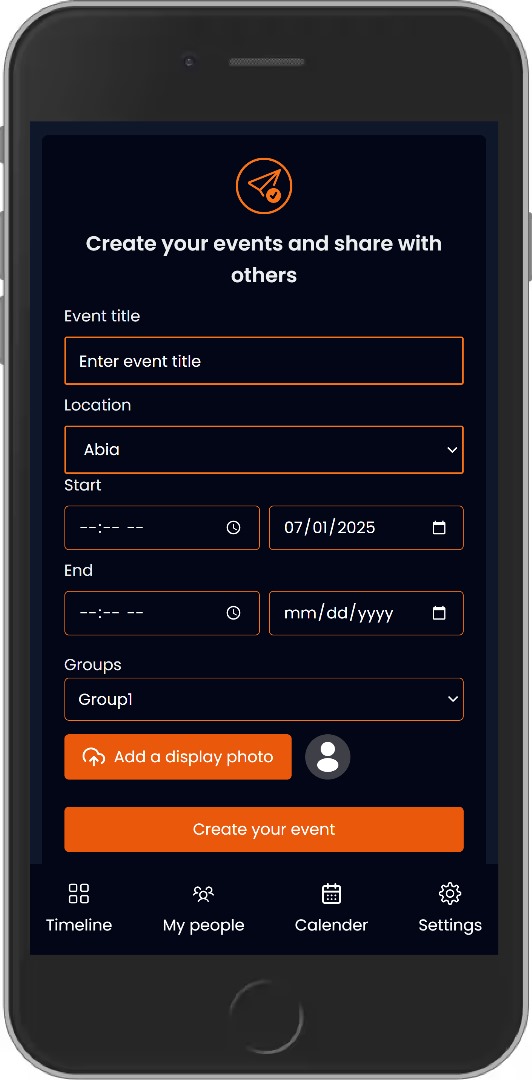 Create your events and share with
others
Event title
Enter event title
Location
Abia
Start
--:-- -- 07/01/2025
End
--:-- -- mm/dd/yyyy
Groups
Group1
Add a display photo
Create your event
Timeline My people Calender Settings